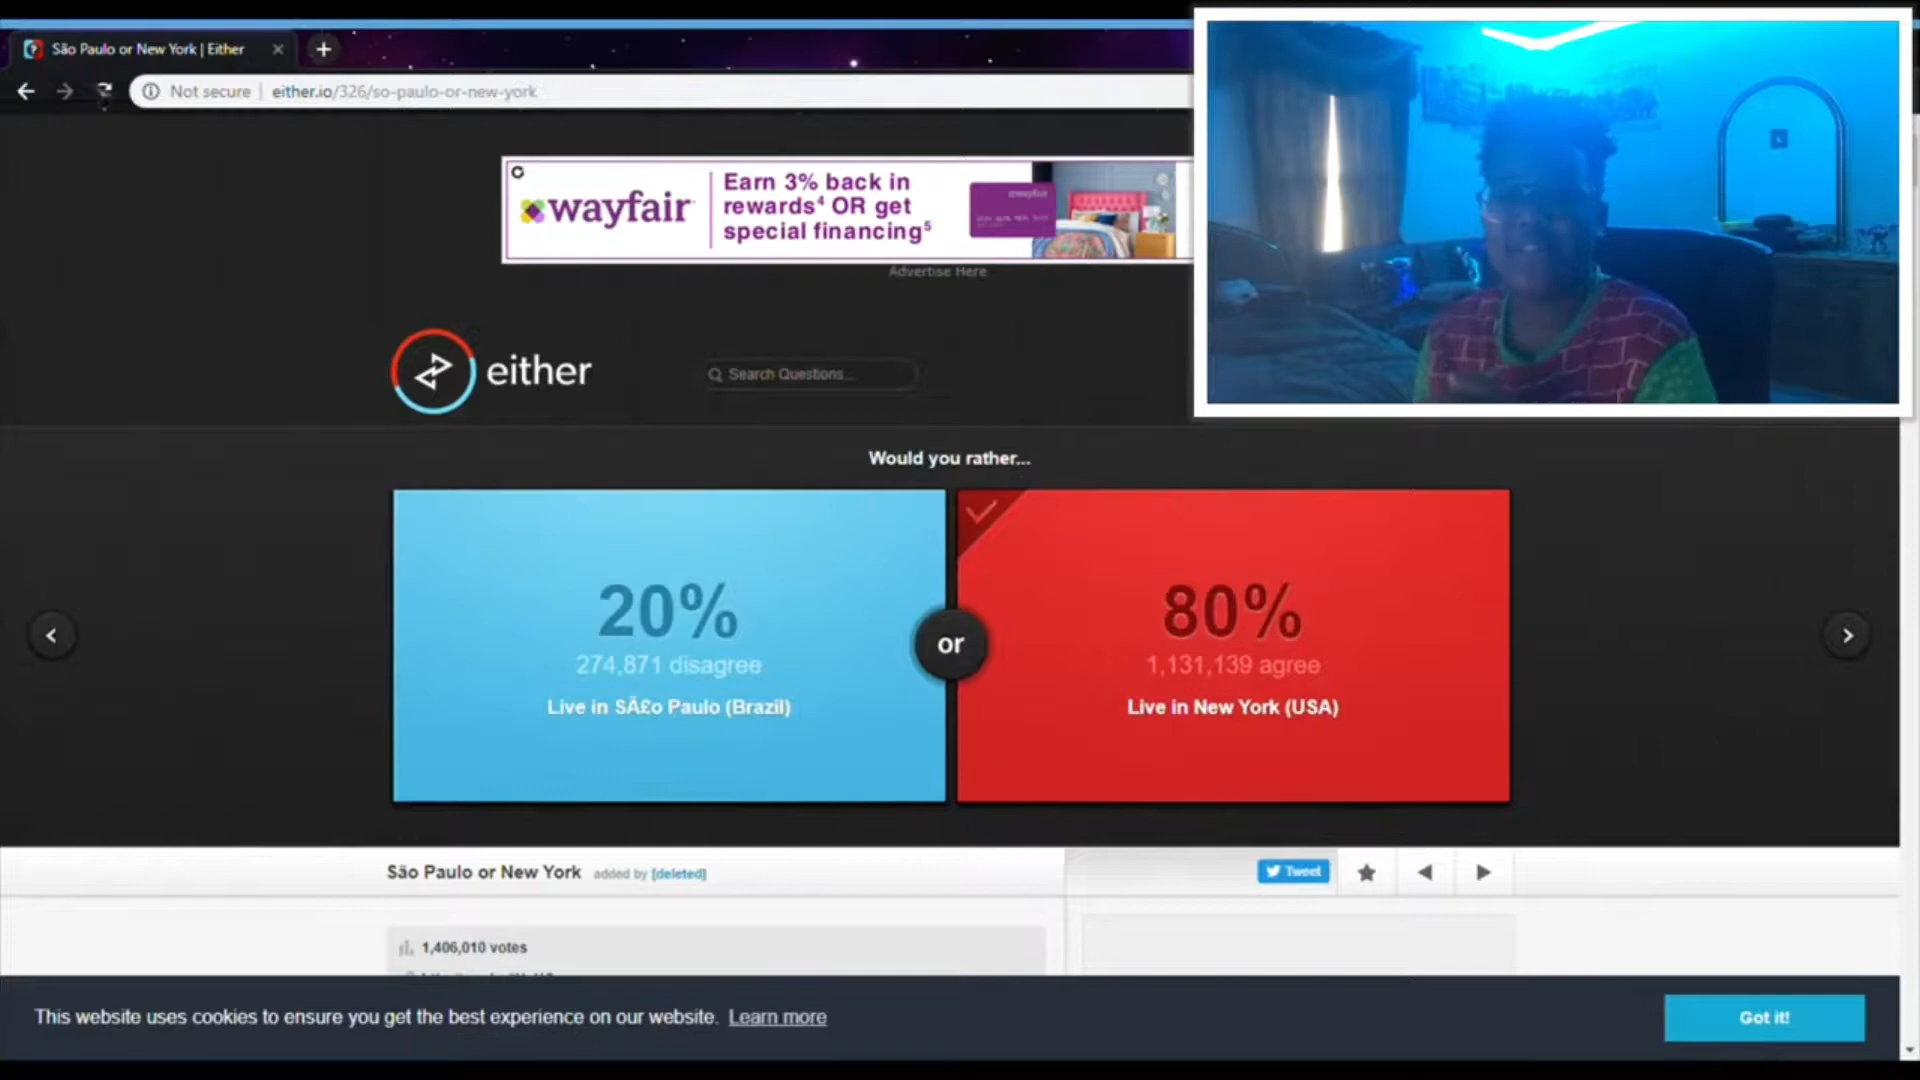 São Paulo or New York | Either
Not secure
either.io/326/so-paulo-or-new-york
wayfair
Earn 3% back in
rewards⁴ OR get
special financing⁵
Advertise Here
either
Search Questions...
Would you rather...
20%
274,871 disagree
Live in SÃ£o Paulo (Brazil)
or
80%
1,131,139 agree
Live in New York (USA)
São Paulo or New York added by [deleted]
Tweet
1,406,010 votes
This website uses cookies to ensure you get the best experience on our website. Learn more
Got it!